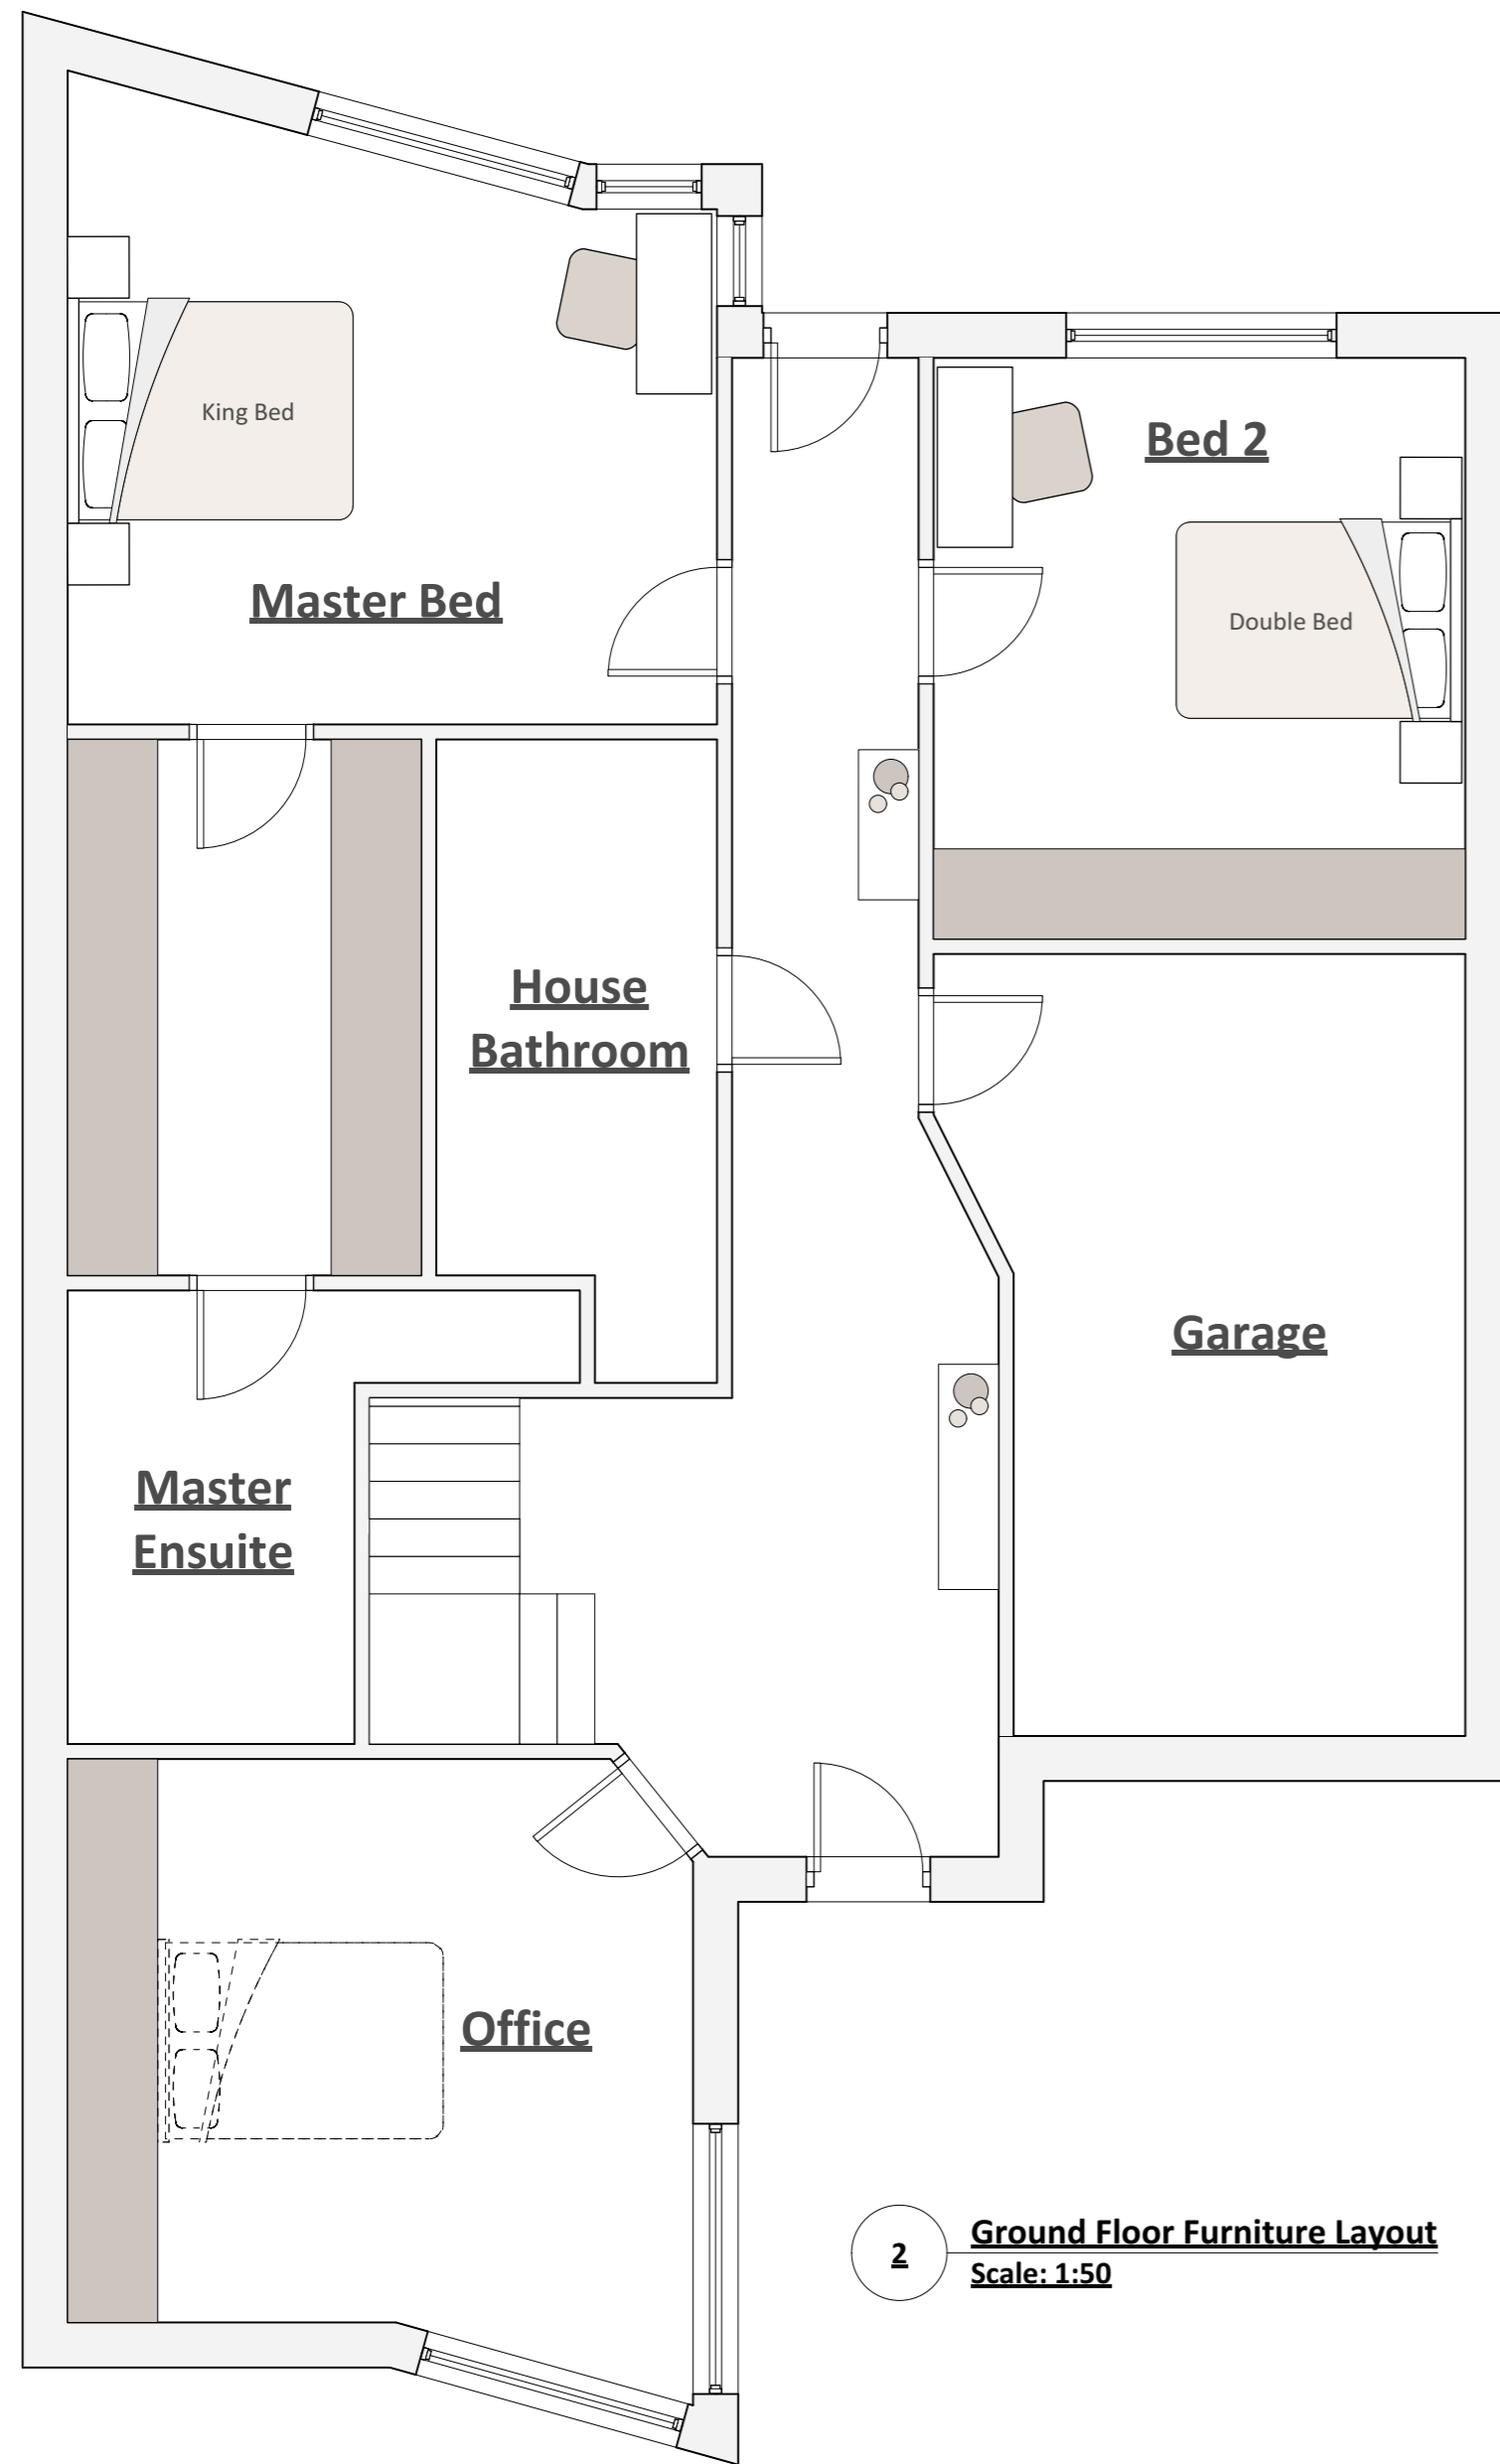 King Bed
Master Bed
Bed 2
Double Bed
House
Bathroom
Garage
Master
Ensuite
Office
2
Ground Floor Furniture Layout
Scale: 1:50